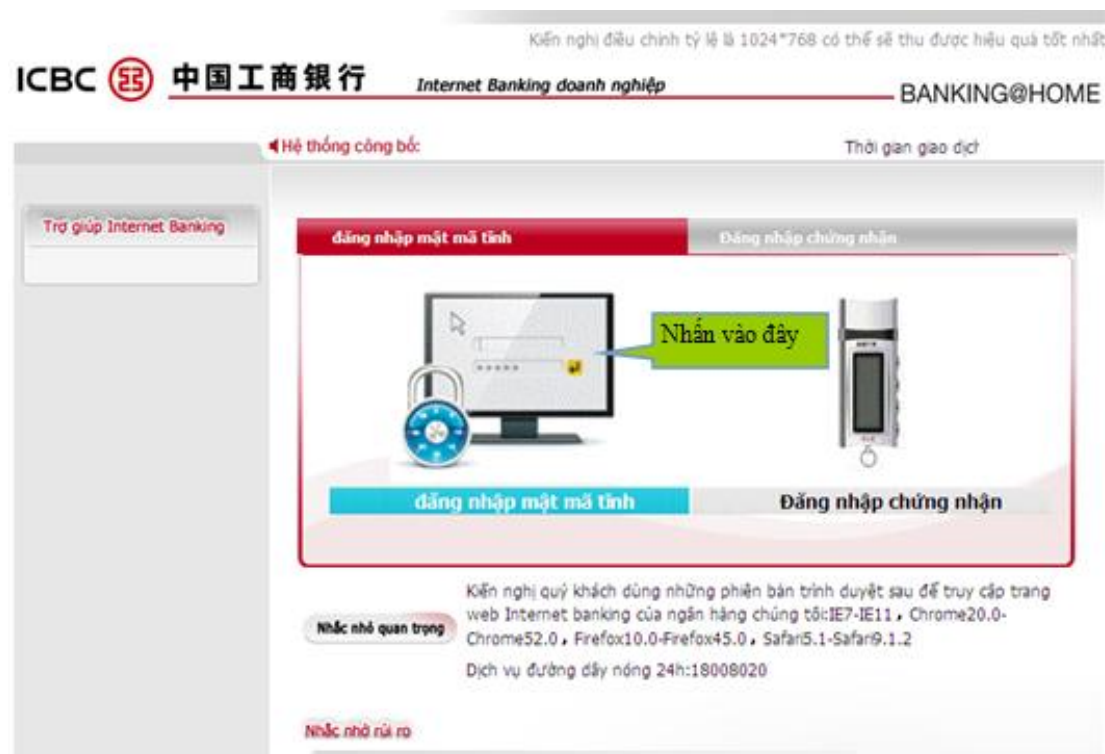 Kiến nghị điều chỉnh tỷ lệ là 1024*768 có thể sẽ thu được hiệu quả tốt nhất
ICBC 中国工商银行 Internet Banking doanh nghiệp BANKING@HOME
Hệ thống công bố: Thời gian giao dịch
Trợ giúp Internet Banking
đăng nhập mật mã tĩnh Đăng nhập chứng nhận
Nhấn vào đây
đăng nhập mật mã tĩnh Đăng nhập chứng nhận
Kiến nghị quý khách dùng những phiên bản trình duyệt sau để truy cập trang
web Internet banking của ngân hàng chúng tôi:IE7-IE11, Chrome20.0-
Nhắc nhở quan trọng
Chrome52.0, Firefox10.0-Firefox45.0, Safari5.1-Safari9.1.2
Dịch vụ đường dây nóng 24h:18008020
Nhắc nhở rủi ro